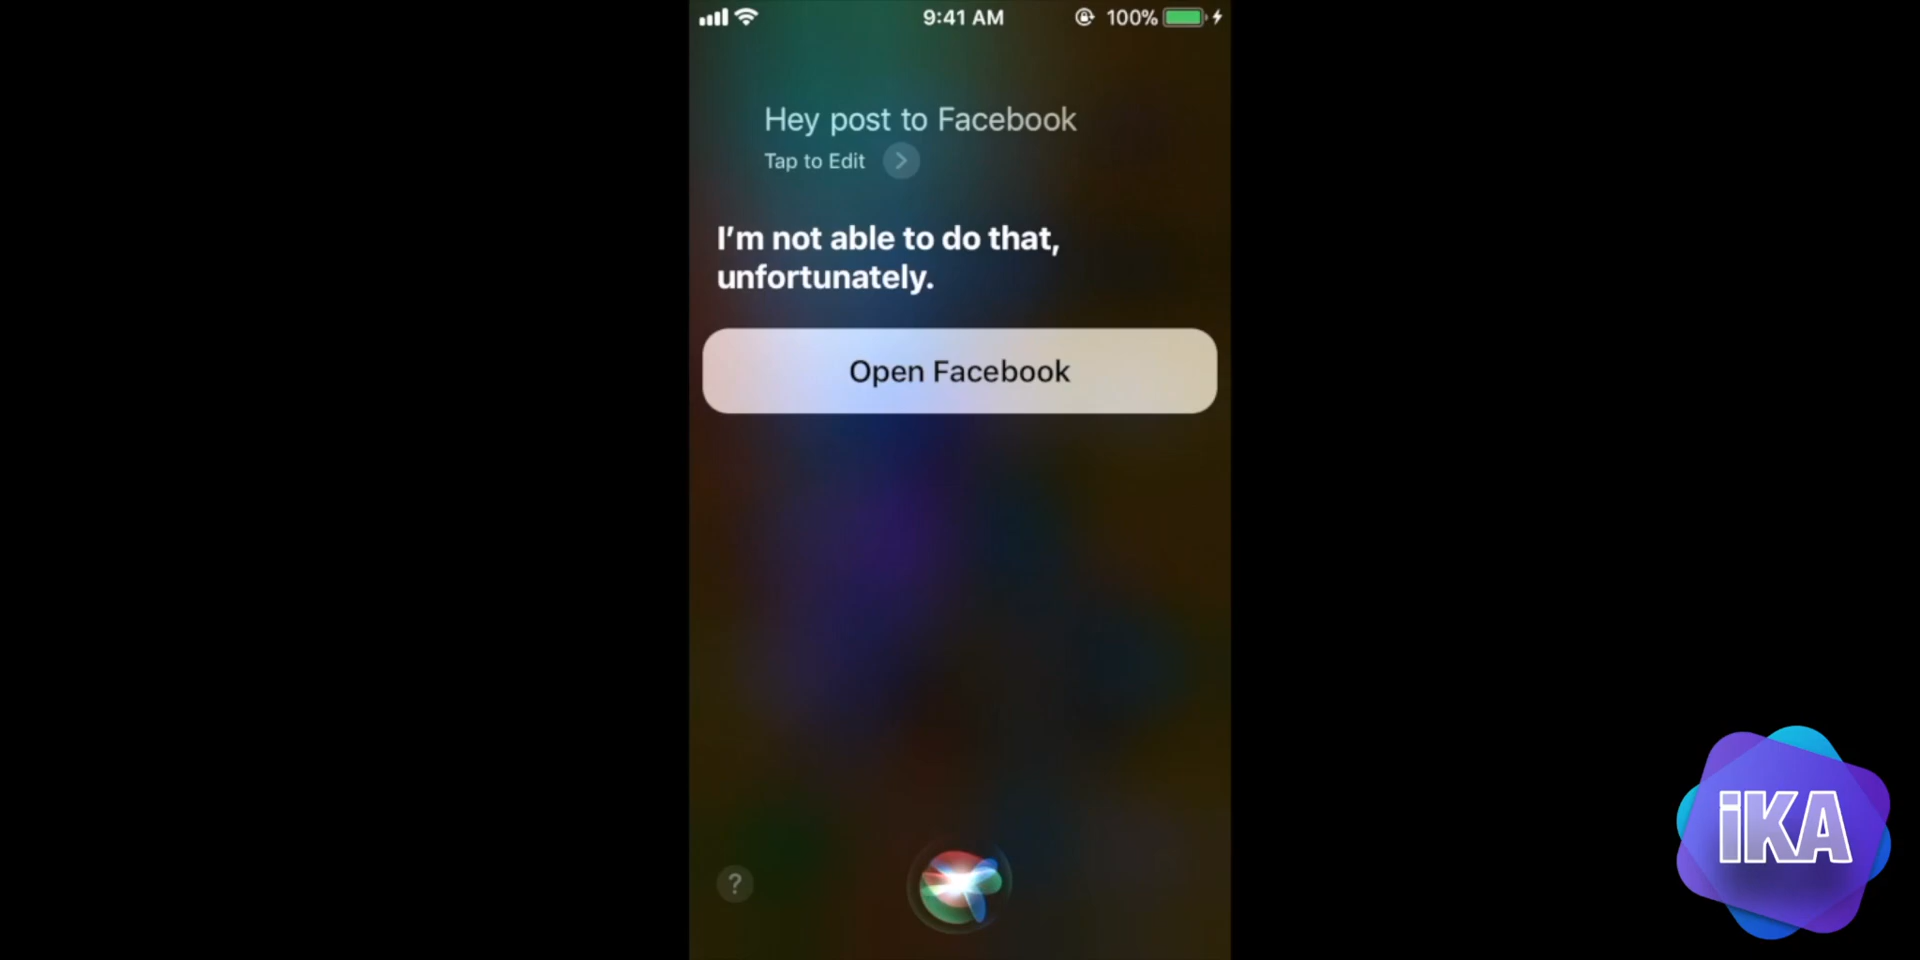 9:41 AM
100%
Hey post to Facebook
Tap to Edit
I'm not able to do that,
unfortunately.
Open Facebook
?
iKA